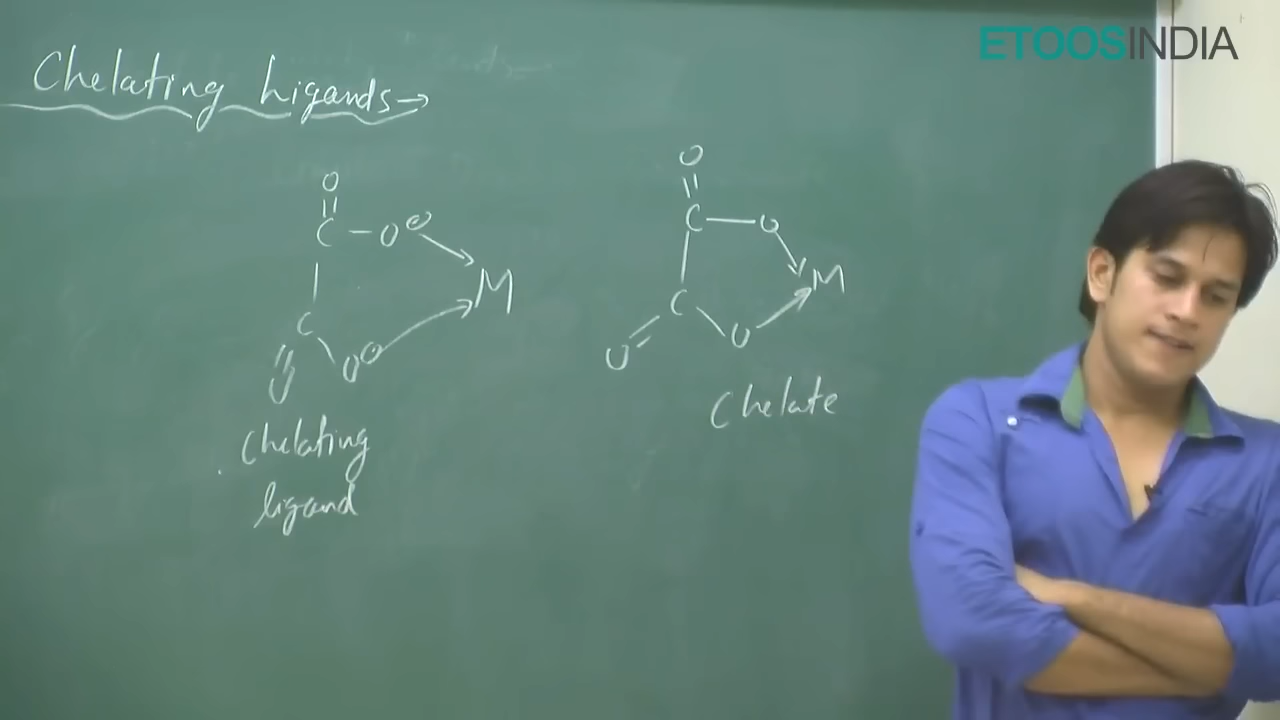 ETOOSINDIA
Chelating Ligands→
O
||
C – O⊖
M
C
O
O⊖
Chelating
ligand
O
||
C — O
M
C
O
O
Chelate